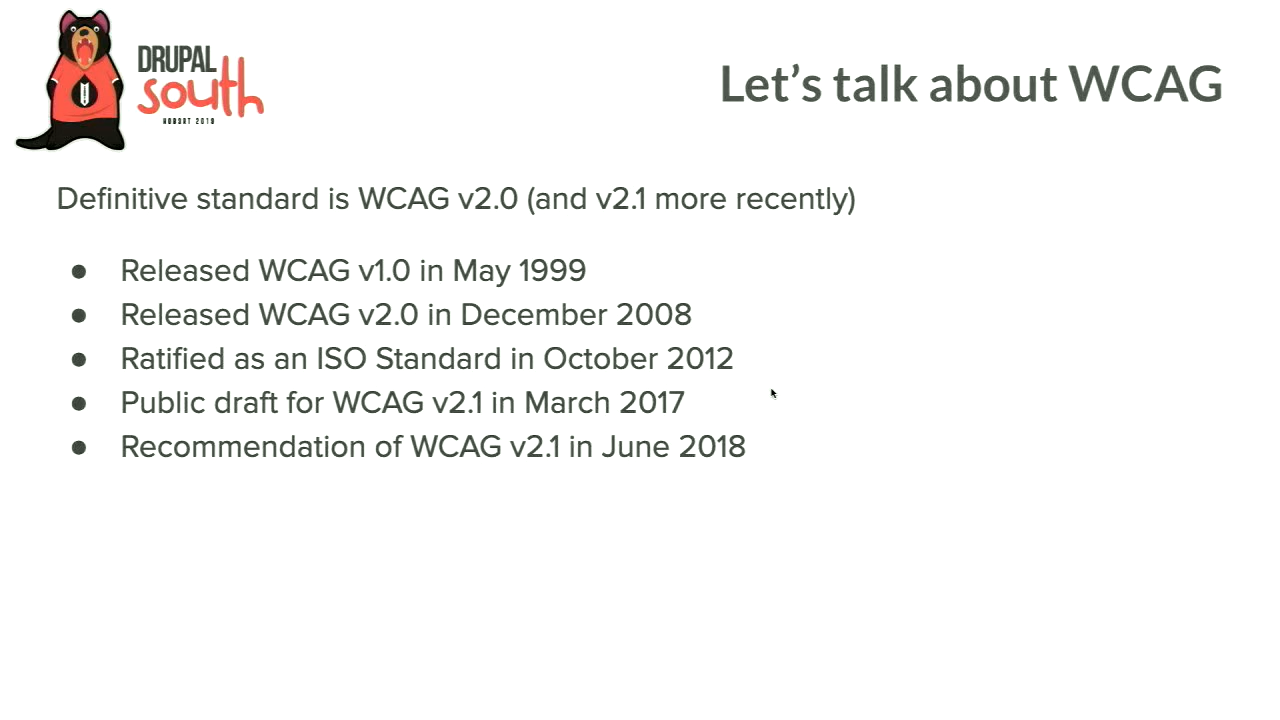 DRUPAL
south
HOBART 2019
Let's talk about WCAG
Definitive standard is WCAG v2.0 (and v2.1 more recently)
● Released WCAG v1.0 in May 1999
● Released WCAG v2.0 in December 2008
● Ratified as an ISO Standard in October 2012
● Public draft for WCAG v2.1 in March 2017
● Recommendation of WCAG v2.1 in June 2018